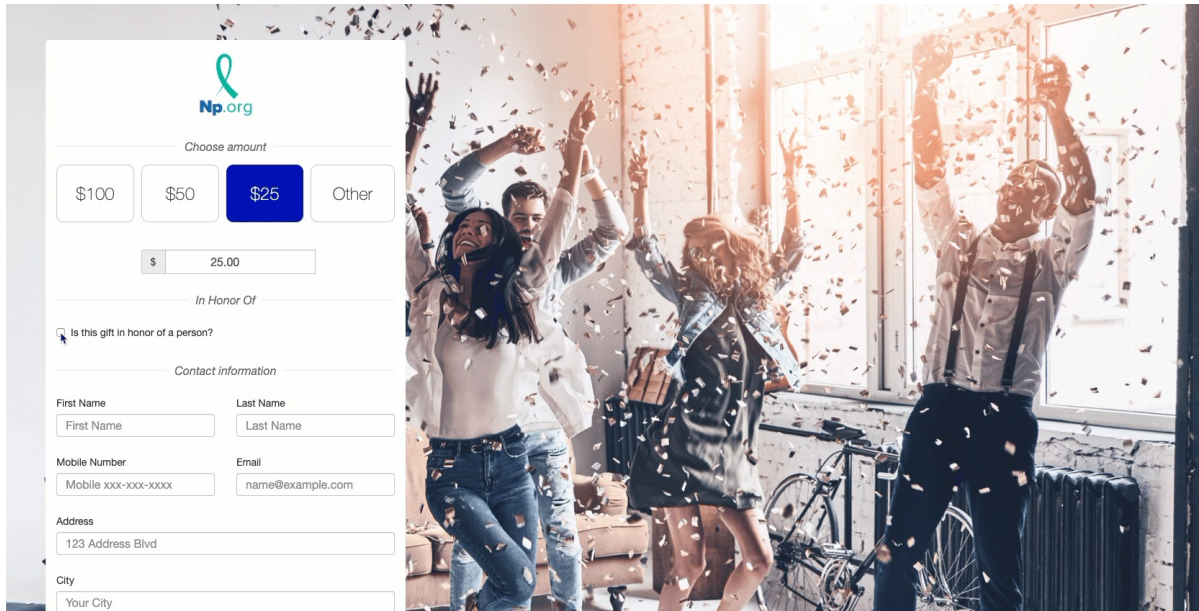 Np.org
Choose amount
$100 $50 $25 Other
$ 25.00
In Honor Of
Is this gift in honor of a person?
Contact information
First Name Last Name
First Name Last Name
Mobile Number Email
Mobile xxx-xxx-xxxx name@example.com
Address
123 Address Blvd
City
Your City